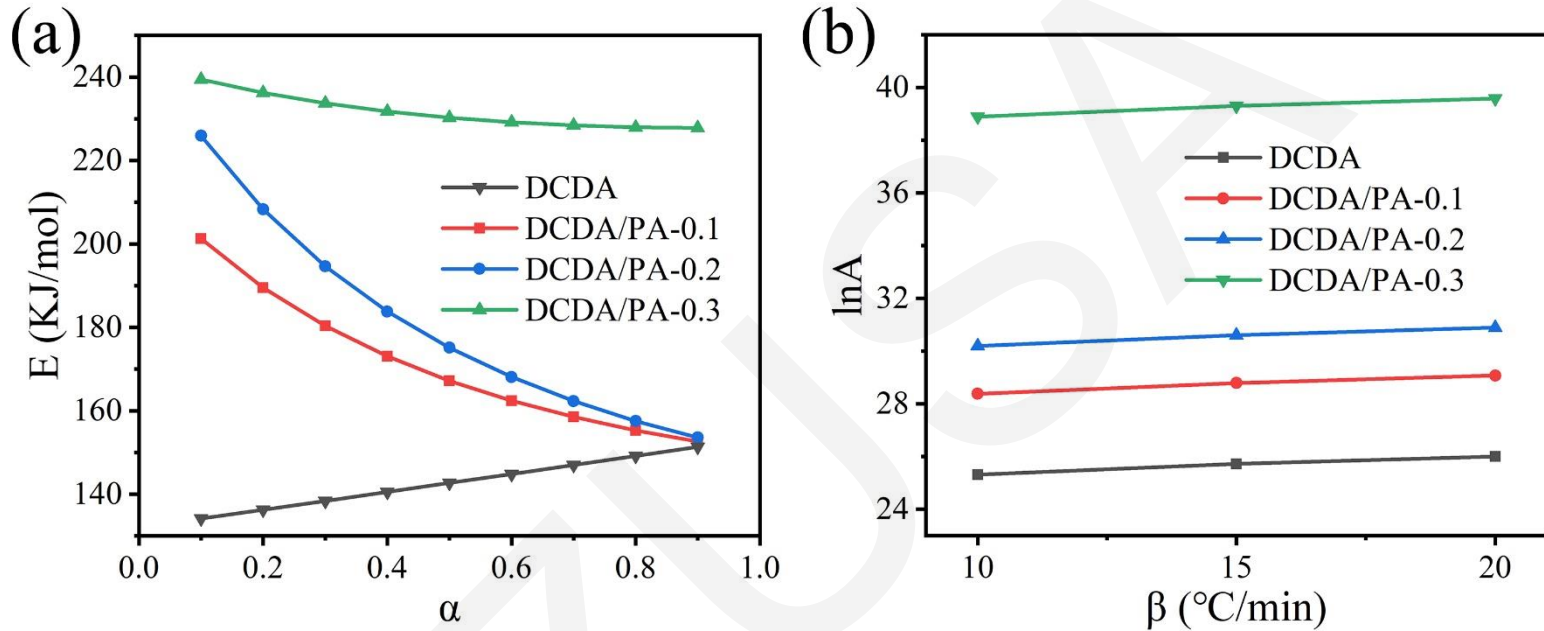 (a)
E (KJ/mol)
240
220
200
180
160
140
0.0 0.2 0.4 0.6 0.8 1.0
α
DCDA
DCDA/PA-0.1
DCDA/PA-0.2
DCDA/PA-0.3
(b)
lnA
40
36
32
28
24
10 15 20
β (℃/min)
DCDA
DCDA/PA-0.1
DCDA/PA-0.2
DCDA/PA-0.3